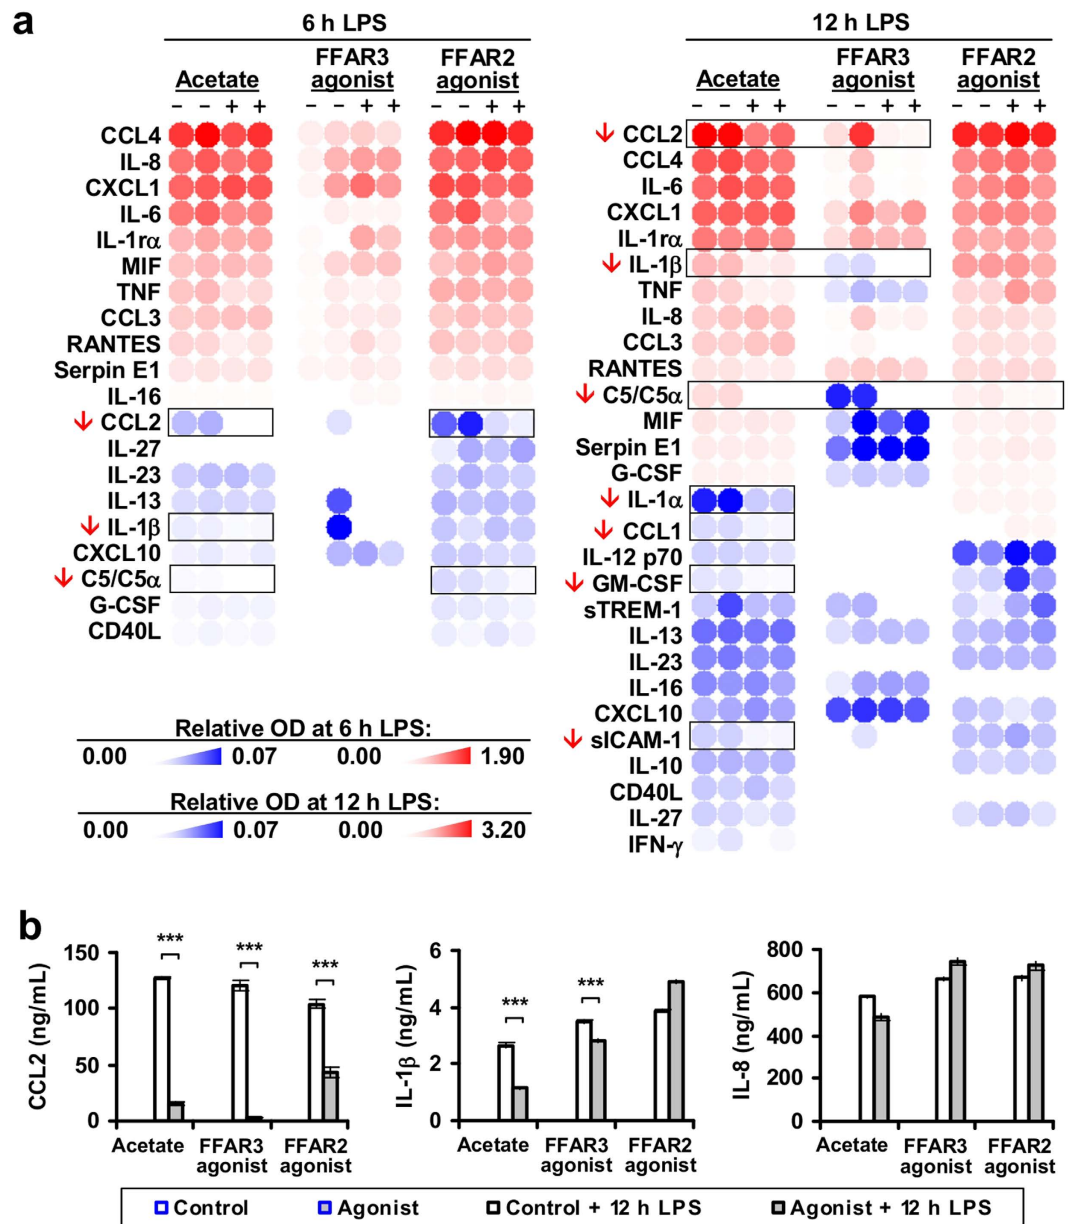 a
6 h LPS
12 h LPS
Acetate
FFAR3
agonist
FFAR2
agonist
Acetate
FFAR3
agonist
FFAR2
agonist
− − + + − − + + − − + +
− − + + − − + + − − + +
CCL4
IL-8
CXCL1
IL-6
IL-1rα
MIF
TNF
CCL3
RANTES
Serpin E1
IL-16
↓ CCL2
IL-27
IL-23
IL-13
↓ IL-1β
CXCL10
↓ C5/C5α
G-CSF
CD40L
↓ CCL2
CCL4
IL-6
CXCL1
IL-1rα
↓ IL-1β
TNF
IL-8
CCL3
RANTES
↓ C5/C5α
MIF
Serpin E1
G-CSF
↓ IL-1α
↓ CCL1
IL-12 p70
↓ GM-CSF
sTREM-1
IL-13
IL-23
IL-16
CXCL10
↓ sICAM-1
IL-10
CD40L
IL-27
IFN-γ
Relative OD at 6 h LPS:
0.00 0.07 0.00 1.90
Relative OD at 12 h LPS:
0.00 0.07 0.00 3.20
b
CCL2 (ng/mL)
150
100
50
0
***
***
***
Acetate
FFAR3
agonist
FFAR2
agonist
IL-1β (ng/mL)
6
4
2
0
***
***
Acetate
FFAR3
agonist
FFAR2
agonist
IL-8 (ng/mL)
800
600
400
200
0
Acetate
FFAR3
agonist
FFAR2
agonist
Control Agonist Control + 12 h LPS Agonist + 12 h LPS